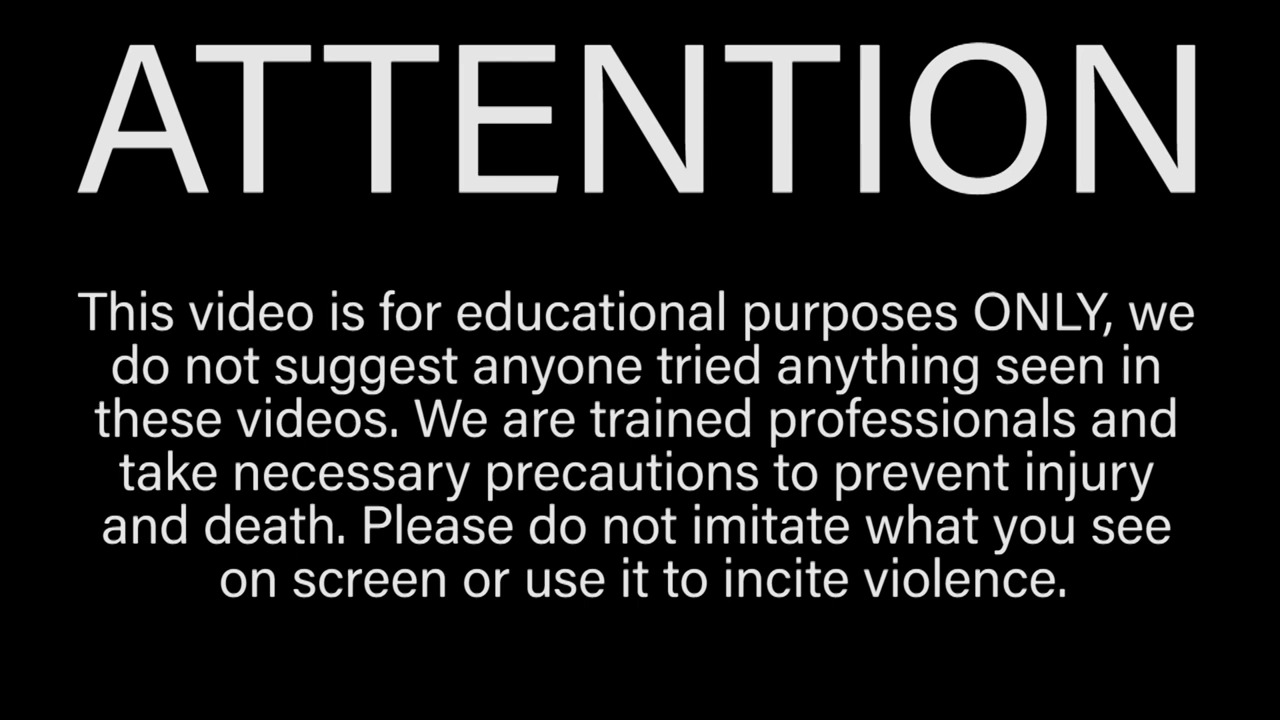 ATTENTION
This video is for educational purposes ONLY, we
do not suggest anyone tried anything seen in
these videos. We are trained professionals and
take necessary precautions to prevent injury
and death. Please do not imitate what you see
on screen or use it to incite violence.